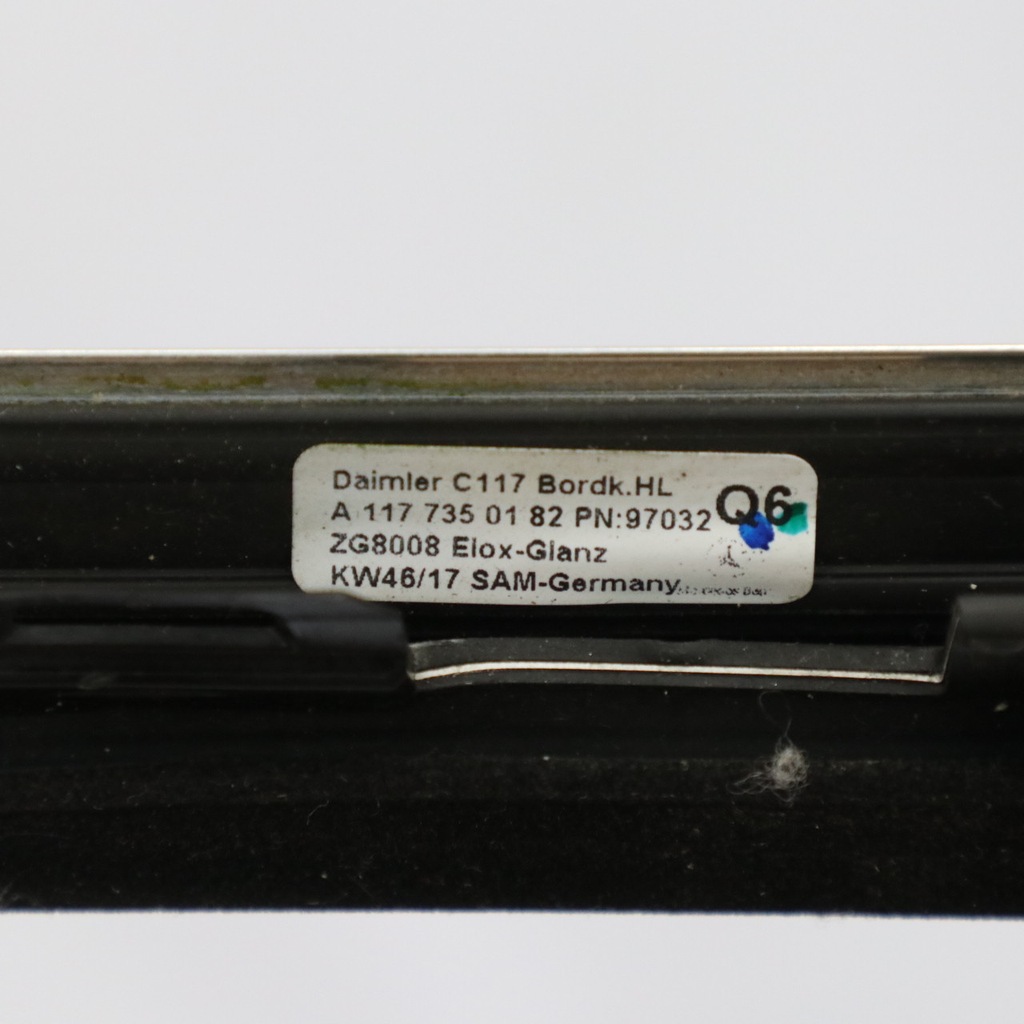 Daimler C117 Bordk.HL
A 117 735 01 82 PN:97032 Q6
ZG8008 Elox-Glanz
KW46/17 SAM-Germany